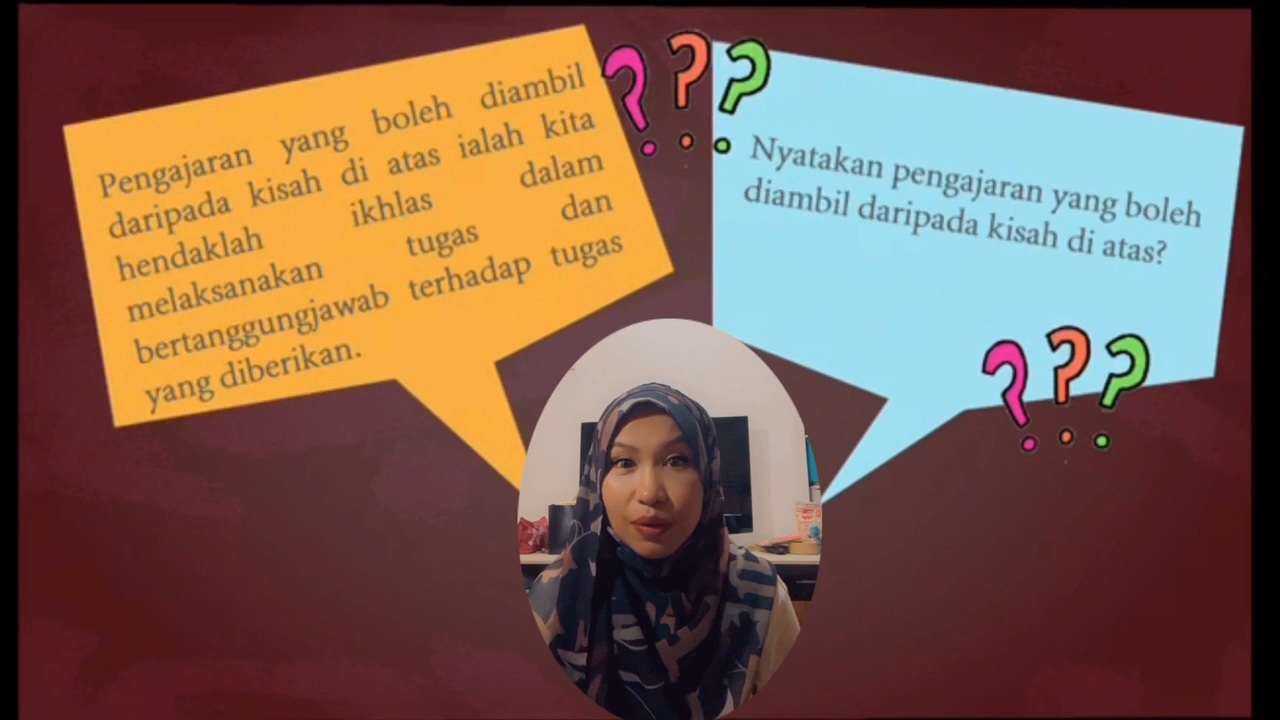 Pengajaran yang boleh diambil
daripada kisah di atas ialah kita
hendaklah ikhlas dalam
melaksanakan tugas dan
bertanggungjawab terhadap tugas
yang diberikan.
???
Nyatakan pengajaran yang boleh
diambil daripada kisah di atas?
???